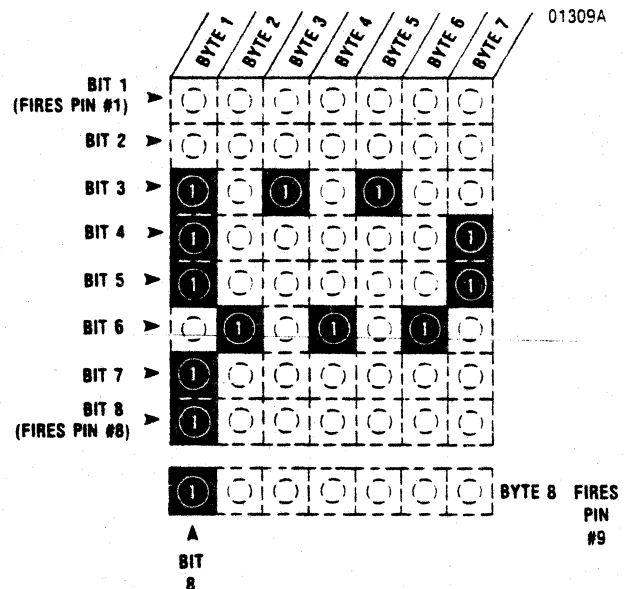 01309A
BYTE 1 BYTE 2 BYTE 3 BYTE 4 BYTE 5 BYTE 6 BYTE 7
BIT 1
(FIRES PIN #1)
BIT 2
BIT 3 1 1 1
BIT 4 1 1
BIT 5 1 1
BIT 6 1 1 1
BIT 7 1
BIT 8 1
(FIRES PIN #8)
1 BYTE 8 FIRES
PIN
#9
BIT
8